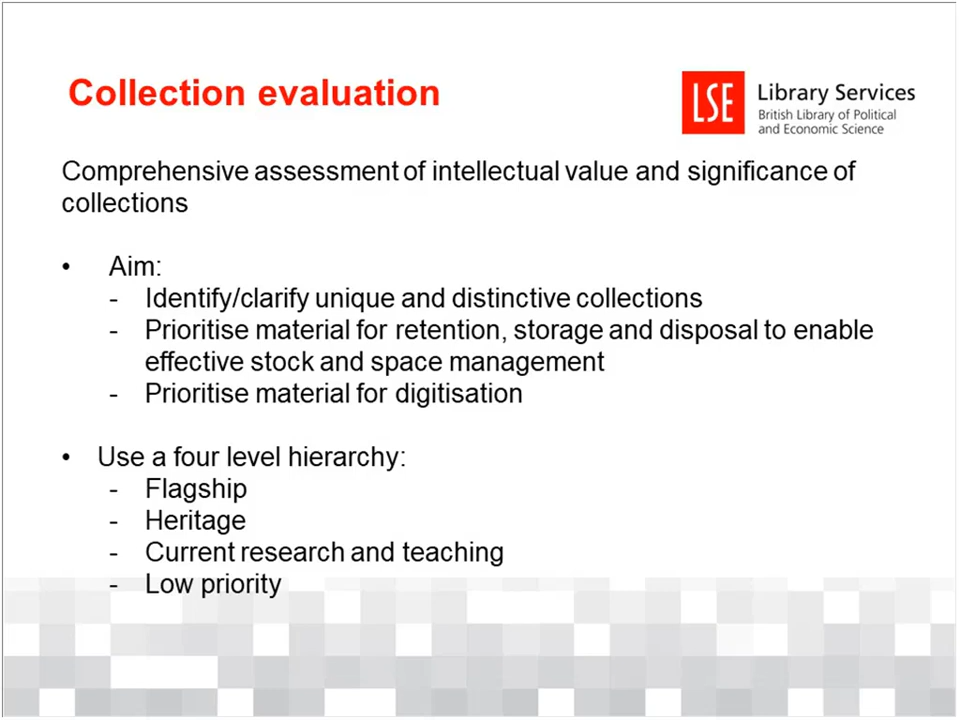 Collection evaluation
LSE
Library Services
British Library of Political
and Economic Science
Comprehensive assessment of intellectual value and significance of
collections
• Aim:
- Identify/clarify unique and distinctive collections
- Prioritise material for retention, storage and disposal to enable
effective stock and space management
- Prioritise material for digitisation
• Use a four level hierarchy:
- Flagship
- Heritage
- Current research and teaching
- Low priority